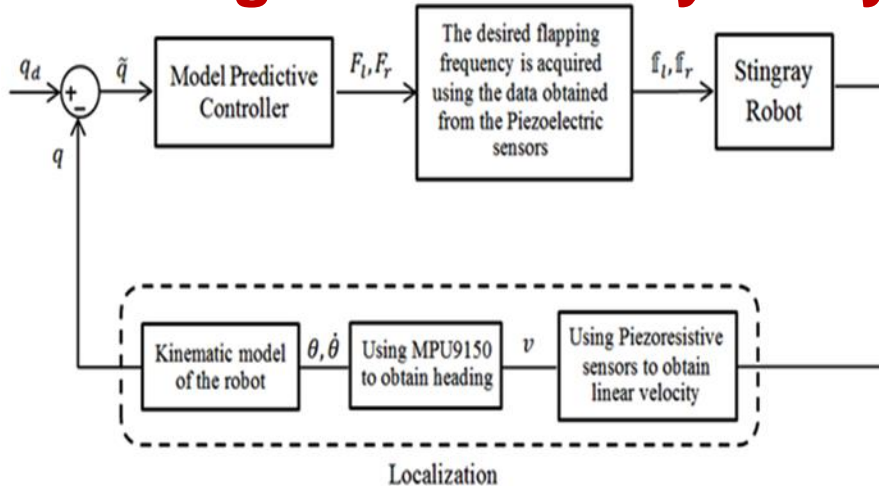 q_d
+
−
q̃
Model Predictive
Controller
F_l, F_r
The desired flapping
frequency is acquired
using the data obtained
from the Piezoelectric
sensors
𝕗_l, 𝕗_r
Stingray
Robot
q
Kinematic model
of the robot
θ, θ̇
Using MPU9150
to obtain heading
v
Using Piezoresistive
sensors to obtain
linear velocity
Localization